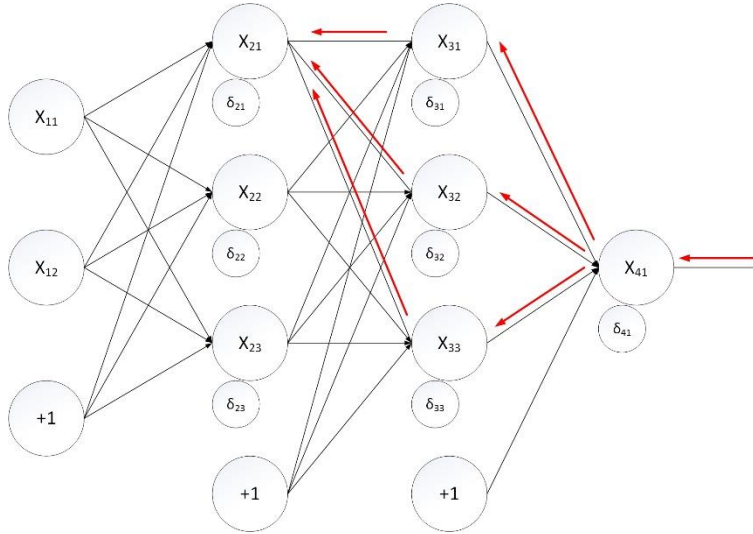 X₂₁
X₃₁
δ₂₁
δ₃₁
X₁₁
X₂₂
X₃₂
δ₂₂
δ₃₂
X₁₂
X₄₁
δ₄₁
X₂₃
X₃₃
δ₂₃
δ₃₃
+1
+1
+1